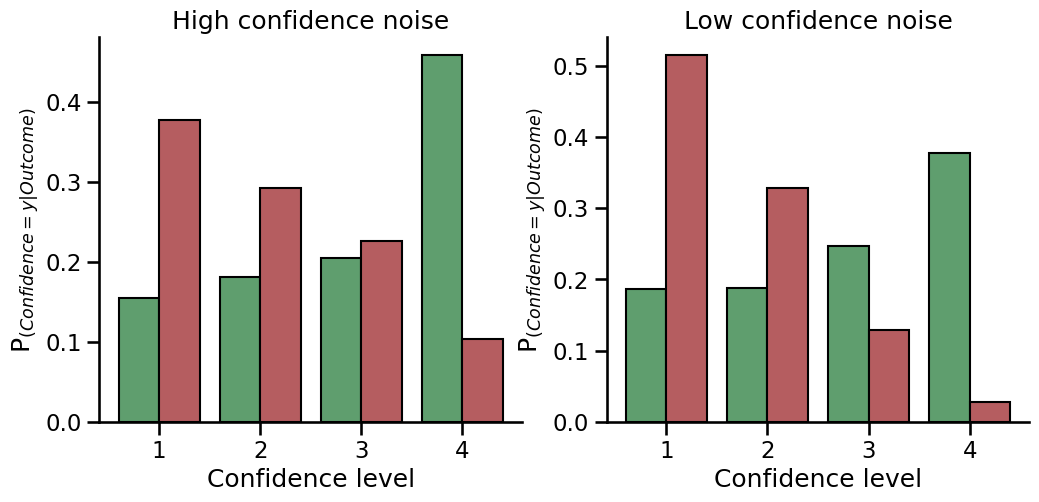 High confidence noise
P(Confidence = y|Outcome)
0.4
0.3
0.2
0.1
0.0
1 2 3 4
Confidence level
Low confidence noise
P(Confidence = y|Outcome)
0.5
0.4
0.3
0.2
0.1
0.0
1 2 3 4
Confidence level